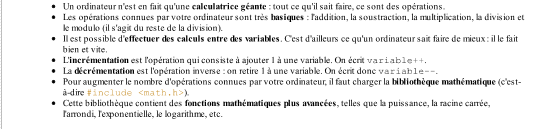 • Un ordinateur n'est en fait qu'une calculatrice géante : tout ce qu'il sait faire, ce sont des opérations.
• Les opérations connues par votre ordinateur sont très basiques : l'addition, la soustraction, la multiplication, la division et
le modulo (il s'agit du reste de la division).
• Il est possible d'effectuer des calculs entre des variables. C'est d'ailleurs ce qu'un ordinateur sait faire de mieux : il le fait
bien et vite.
• L'incrémentation est l'opération qui consiste à ajouter 1 à une variable. On écrit variable++.
• La décrémentation est l'opération inverse : on retire 1 à une variable. On écrit donc variable--.
• Pour augmenter le nombre d'opérations connues par votre ordinateur, il faut charger la bibliothèque mathématique (c'est-
à-dire #include <math.h>).
• Cette bibliothèque contient des fonctions mathématiques plus avancées, telles que la puissance, la racine carrée,
l'arrondi, l'exponentielle, le logarithme, etc.